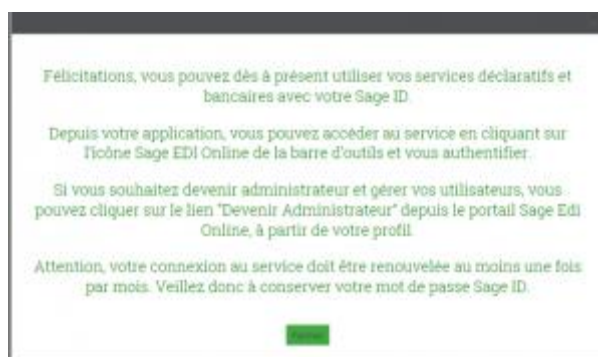 Félicitations, vous pouvez dès à présent utiliser vos services déclaratifs et
bancaires avec votre Sage ID.
Depuis votre application, vous pouvez accéder au service en cliquant sur
l'icône Sage EDI Online de la barre d'outils et vous authentifier.
Si vous souhaitez devenir administrateur et gérer vos utilisateurs, vous
pouvez cliquer sur le lien "Devenir Administrateur" depuis le portail Sage Edi
Online, à partir de votre profil.
Attention, votre connexion au service doit être renouvelée au moins une fois
par mois. Veillez donc à conserver votre mot de passe Sage ID.